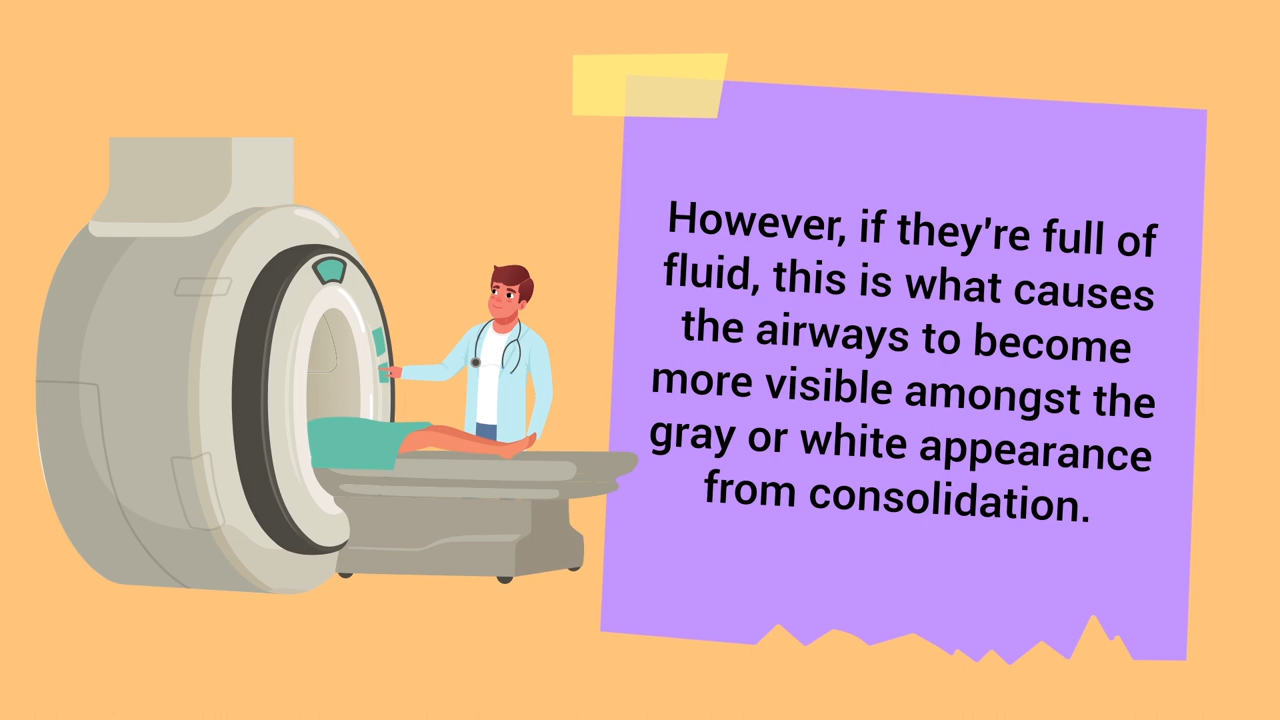 However, if they're full of
fluid, this is what causes
the airways to become
more visible amongst the
gray or white appearance
from consolidation.